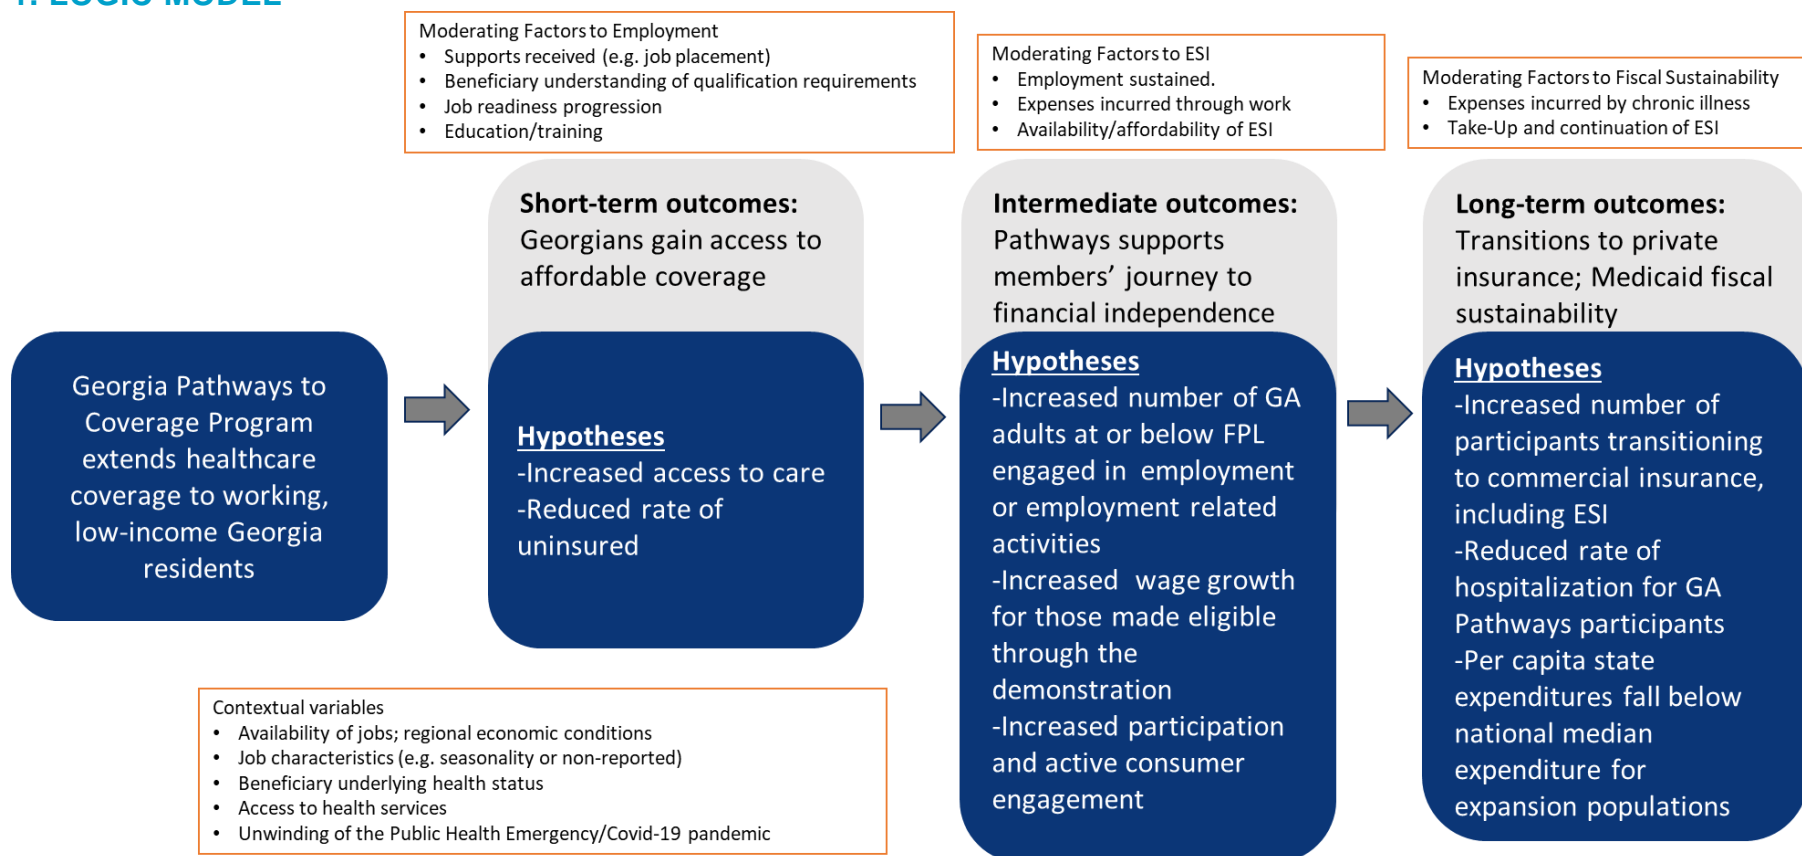 1. LOGIC MODEL
Moderating Factors to Employment
• Supports received (e.g. job placement)
• Beneficiary understanding of qualification requirements
• Job readiness progression
• Education/training
Moderating Factors to ESI
• Employment sustained.
• Expenses incurred through work
• Availability/affordability of ESI
Moderating Factors to Fiscal Sustainability
• Expenses incurred by chronic illness
• Take-Up and continuation of ESI
Georgia Pathways to
Coverage Program
extends healthcare
coverage to working,
low-income Georgia
residents
Short-term outcomes:
Georgians gain access to
affordable coverage
Hypotheses
-Increased access to care
-Reduced rate of
uninsured
Intermediate outcomes:
Pathways supports
members’ journey to
financial independence
Hypotheses
-Increased number of GA
adults at or below FPL
engaged in employment
or employment related
activities
-Increased wage growth
for those made eligible
through the
demonstration
-Increased participation
and active consumer
engagement
Long-term outcomes:
Transitions to private
insurance; Medicaid fiscal
sustainability
Hypotheses
-Increased number of
participants transitioning
to commercial insurance,
including ESI
-Reduced rate of
hospitalization for GA
Pathways participants
-Per capita state
expenditures fall below
national median
expenditure for
expansion populations
Contextual variables
• Availability of jobs; regional economic conditions
• Job characteristics (e.g. seasonality or non-reported)
• Beneficiary underlying health status
• Access to health services
• Unwinding of the Public Health Emergency/Covid-19 pandemic